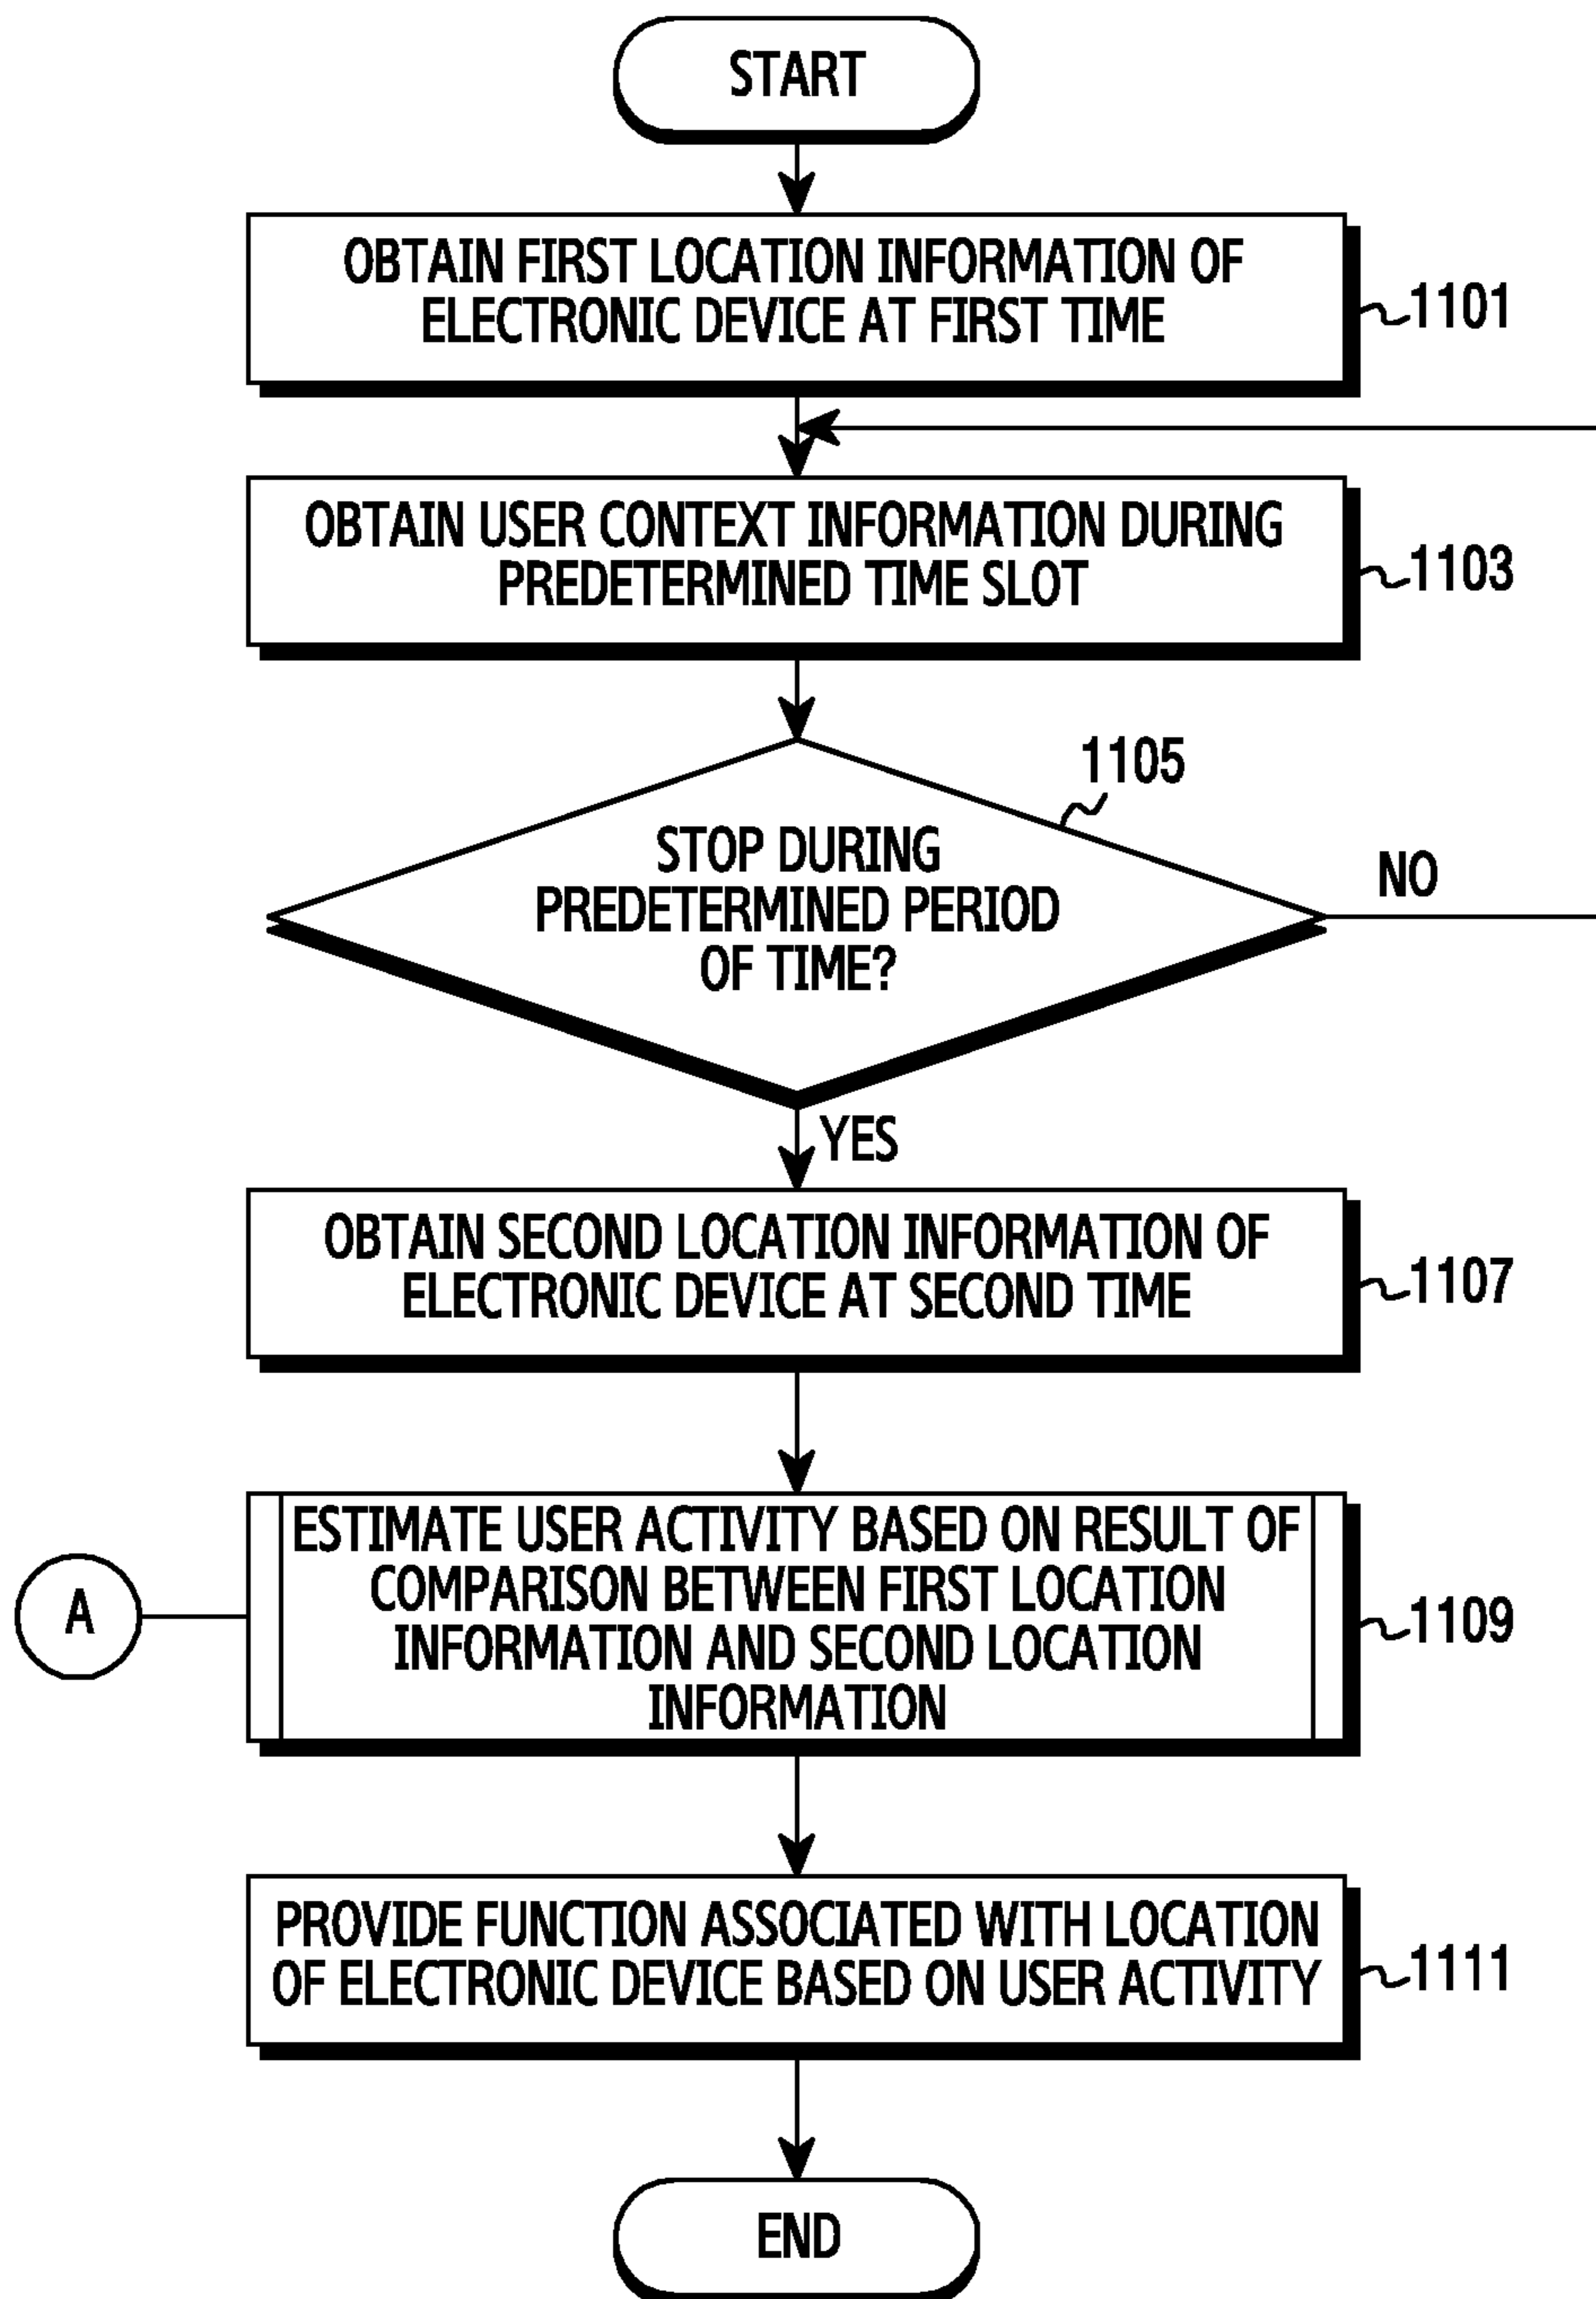 START
OBTAIN FIRST LOCATION INFORMATION OF
ELECTRONIC DEVICE AT FIRST TIME
1101
OBTAIN USER CONTEXT INFORMATION DURING
PREDETERMINED TIME SLOT
1103
1105
STOP DURING
PREDETERMINED PERIOD
OF TIME?
NO
YES
OBTAIN SECOND LOCATION INFORMATION OF
ELECTRONIC DEVICE AT SECOND TIME
1107
A
ESTIMATE USER ACTIVITY BASED ON RESULT OF
COMPARISON BETWEEN FIRST LOCATION
INFORMATION AND SECOND LOCATION
INFORMATION
1109
PROVIDE FUNCTION ASSOCIATED WITH LOCATION
OF ELECTRONIC DEVICE BASED ON USER ACTIVITY
1111
END